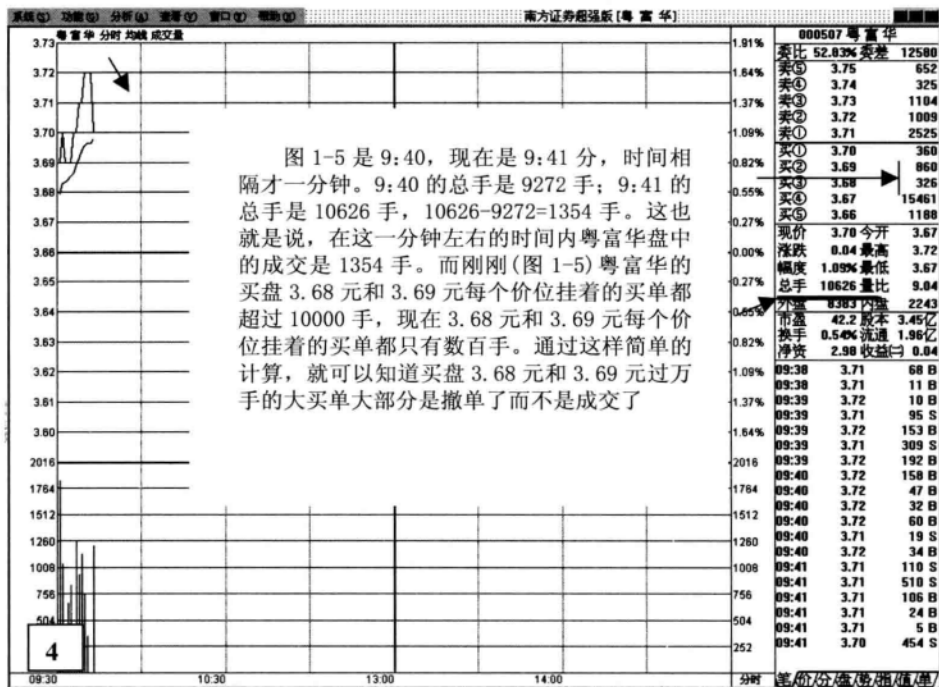 系统(S) 功能(G) 分析(A) 查看(V) 窗口(D) 帮助(Q) 南方证券超强版[粤 富 华]
粤 富 华 分时 均线 成交量
3.73
3.72
3.71
3.70
3.69
3.68
3.67
3.66
3.65
3.64
3.63
3.62
3.61
3.60
2016
1764
1512
1260
1008
756
504
4
图 1-5 是 9:40，现在是 9:41 分，时间相
隔才一分钟。9:40 的总手是 9272 手；9:41 的
总手是 10626 手，10626-9272=1354 手。这也
就是说，在这一分钟左右的时间内粤富华盘中
的成交是 1354 手。而刚刚(图 1-5)粤富华的
买盘 3.68 元和 3.69 元每个价位挂着的买单都
超过 10000 手，现在 3.68 元和 3.69 元每个价
位挂着的买单都只有数百手。通过这样简单的
计算，就可以知道买盘 3.68 元和 3.69 元过万
手的大买单大部分是撤单了而不是成交了
1.91%
1.64%
1.37%
1.09%
0.82%
0.55%
0.27%
0.00%
0.27%
0.55%
0.82%
1.09%
1.37%
1.64%
2016
1764
1512
1260
1008
756
504
252
09:30 10:30 13:00 14:00 分时
000507 粤 富 华
委比 52.03% 委差 12580
卖⑤ 3.75 652
卖④ 3.74 325
卖③ 3.73 1104
卖② 3.72 1009
卖① 3.71 2525
买① 3.70 360
买② 3.69 860
买③ 3.68 326
买④ 3.67 15461
买⑤ 3.66 1188
现价 3.70 今开 3.67
涨跌 0.04 最高 3.72
幅度 1.09% 最低 3.67
总手 10626 量比 9.04
外盘 8383 内盘 2243
市盈 42.2 股本 3.45亿
换手 0.54% 流通 1.96亿
净资 2.98 收益㈡ 0.04
09:38 3.71 68 B
09:38 3.71 11 B
09:39 3.72 10 B
09:39 3.71 95 S
09:39 3.72 153 B
09:39 3.71 309 S
09:39 3.72 192 B
09:40 3.72 158 B
09:40 3.72 47 B
09:40 3.72 32 B
09:40 3.72 60 B
09:40 3.71 19 S
09:40 3.72 34 B
09:41 3.71 110 S
09:41 3.71 510 S
09:41 3.71 106 B
09:41 3.71 24 B
09:41 3.71 5 B
09:41 3.70 454 S
笔/价/分/盘/势/指/值/单/